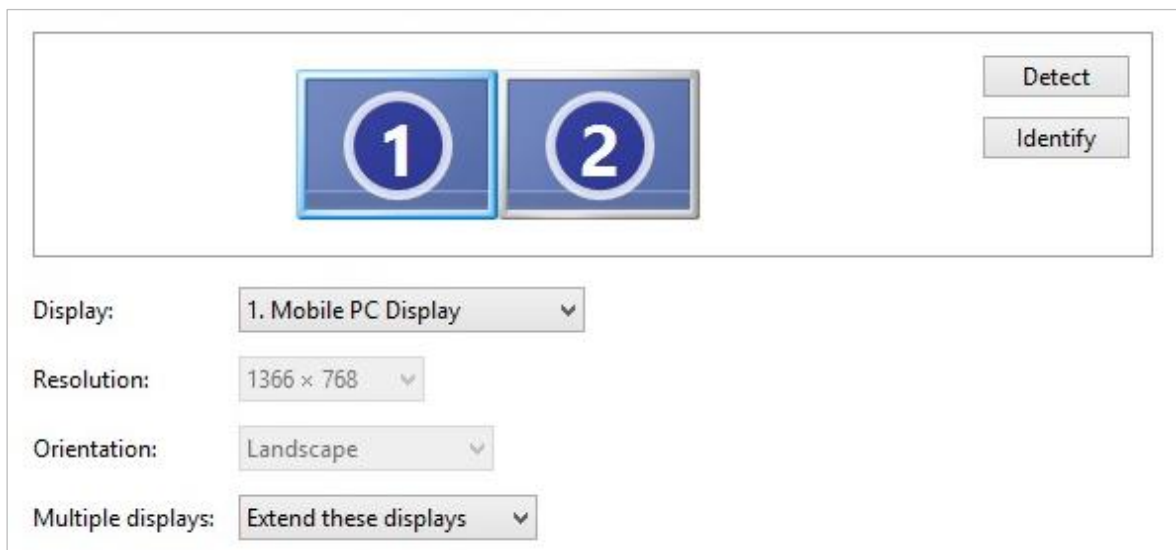 1 2
Detect
Identify
Display: 1. Mobile PC Display
Resolution: 1366 × 768
Orientation: Landscape
Multiple displays: Extend these displays